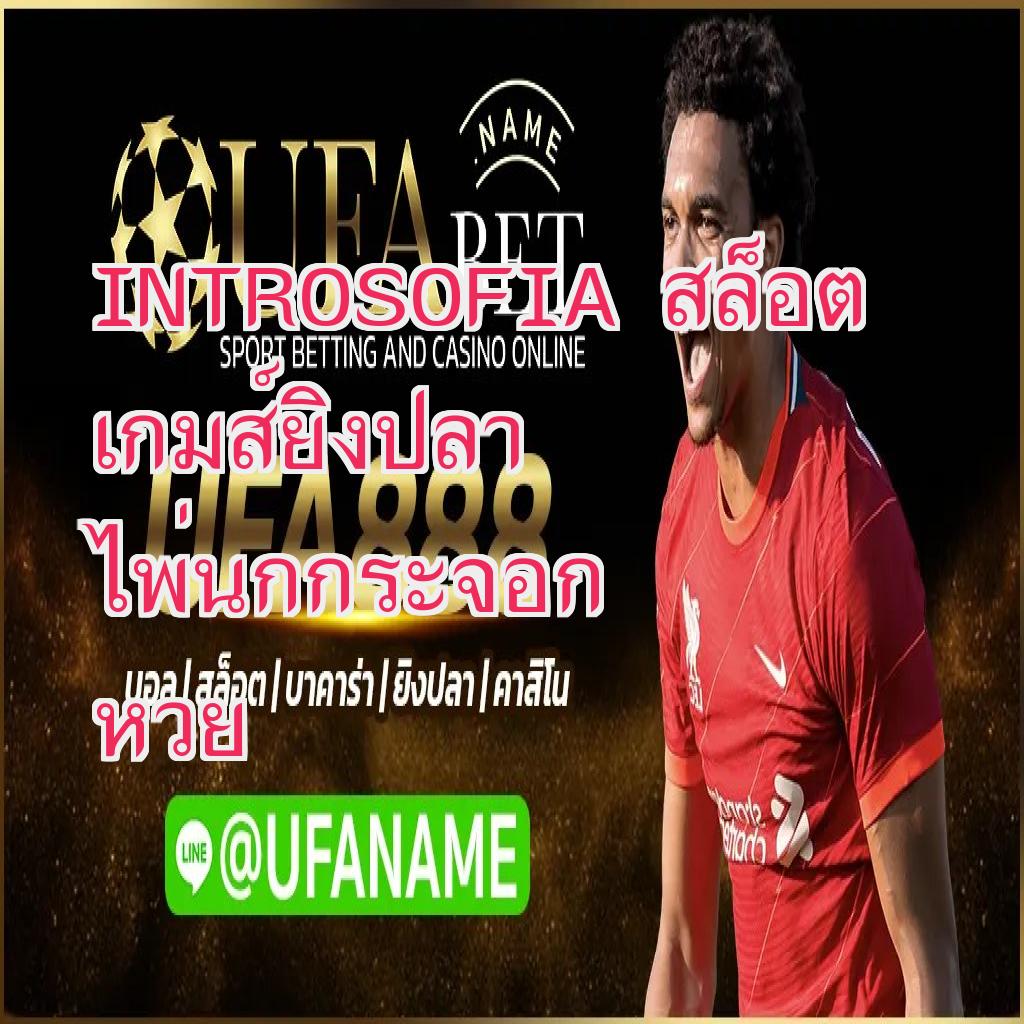 .NAME
UFA BET
INTROSOFIA สล็อต
SPORT BETTING AND CASINO ONLINE
เกมส์ยิงปลา
UFA888
ไพ่นกกระจอก
บอล | สล็อต | บาคาร่า | ยิงปลา | คาสิโน
หวย
LINE @UFANAME